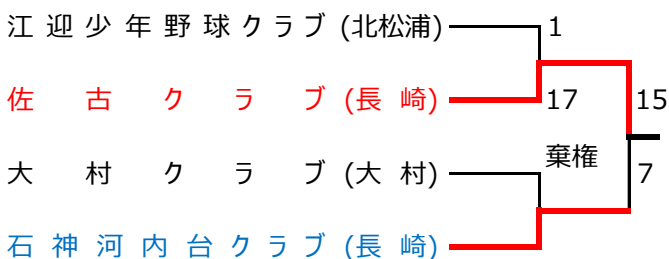 江迎少年野球クラブ (北松浦) 1
佐古クラブ (長崎) 17 15
大村クラブ (大村) 棄権 7
石神河内台クラブ (長崎)